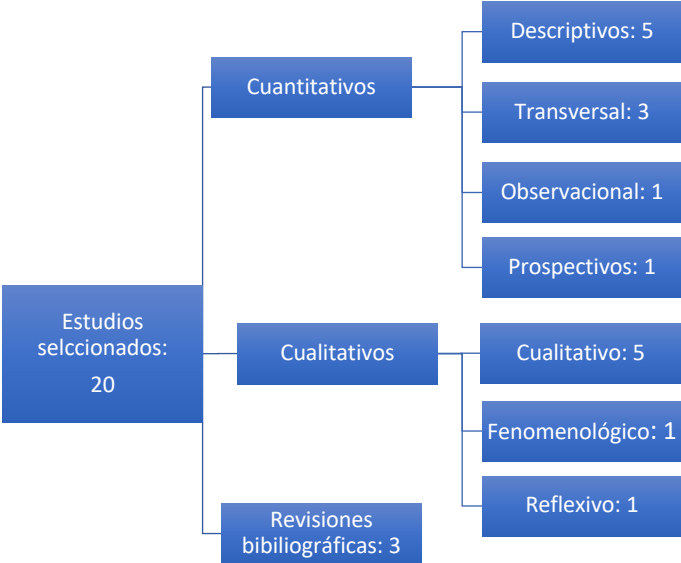 Estudios
selccionados:
20
Cuantitativos
Descriptivos: 5
Transversal: 3
Observacional: 1
Prospectivos: 1
Cualitativos
Cualitativo: 5
Fenomenológico: 1
Reflexivo: 1
Revisiones
bibiliográficas: 3